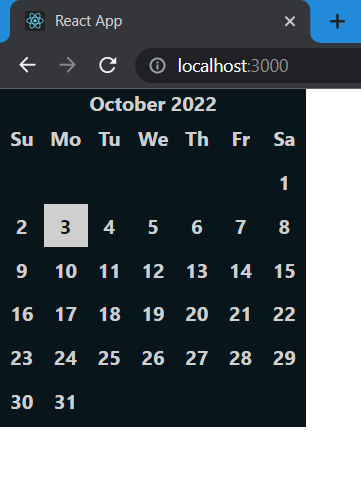 React App
localhost:3000
October 2022
Su Mo Tu We Th Fr Sa
1
2 3 4 5 6 7 8
9 10 11 12 13 14 15
16 17 18 19 20 21 22
23 24 25 26 27 28 29
30 31